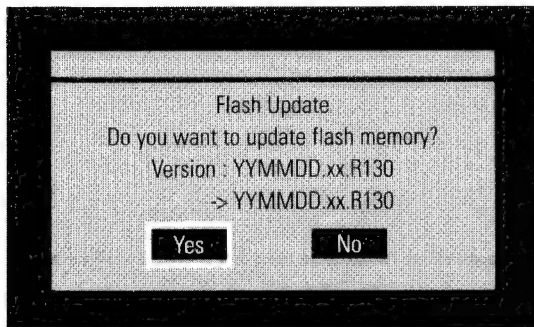 Flash Update
Do you want to update flash memory?
Version : YYMMDD.xx.R130
-> YYMMDD.xx.R130
Yes No